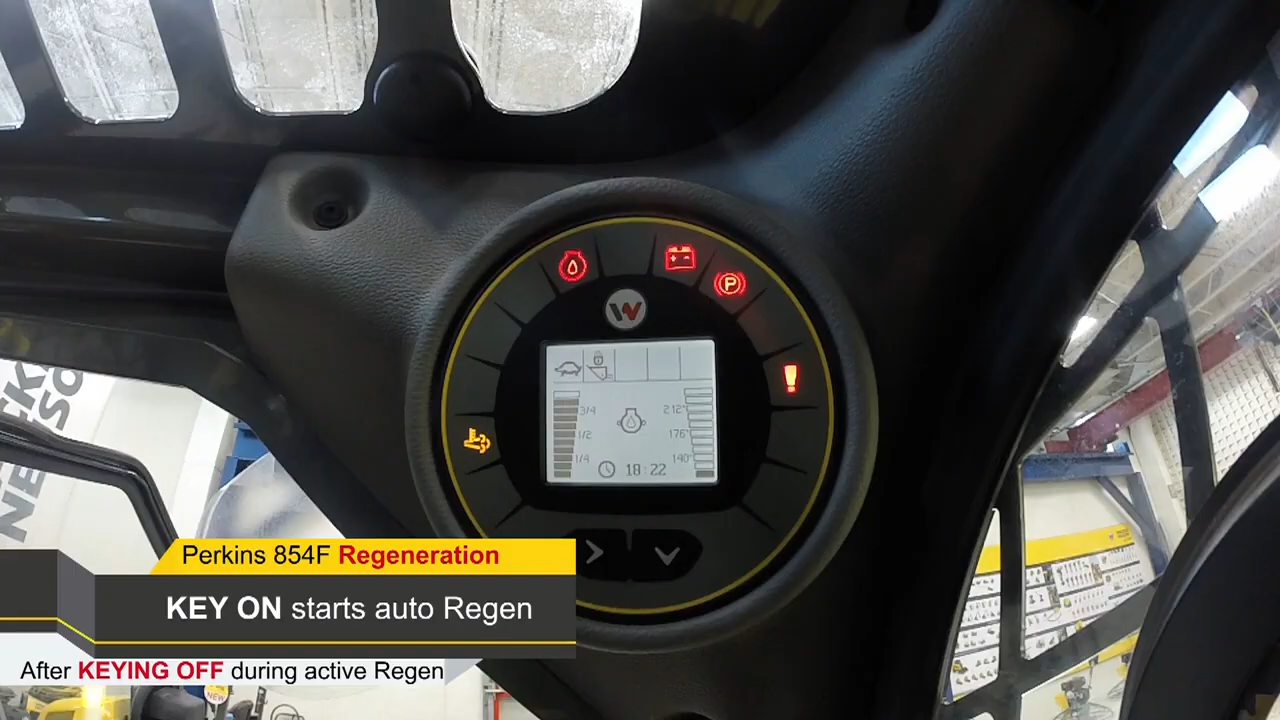 P
W
3/4
1/2
1/4
212°
176°
140°
18:22
Perkins 854F Regeneration
KEY ON starts auto Regen
After KEYING OFF during active Regen
NEW